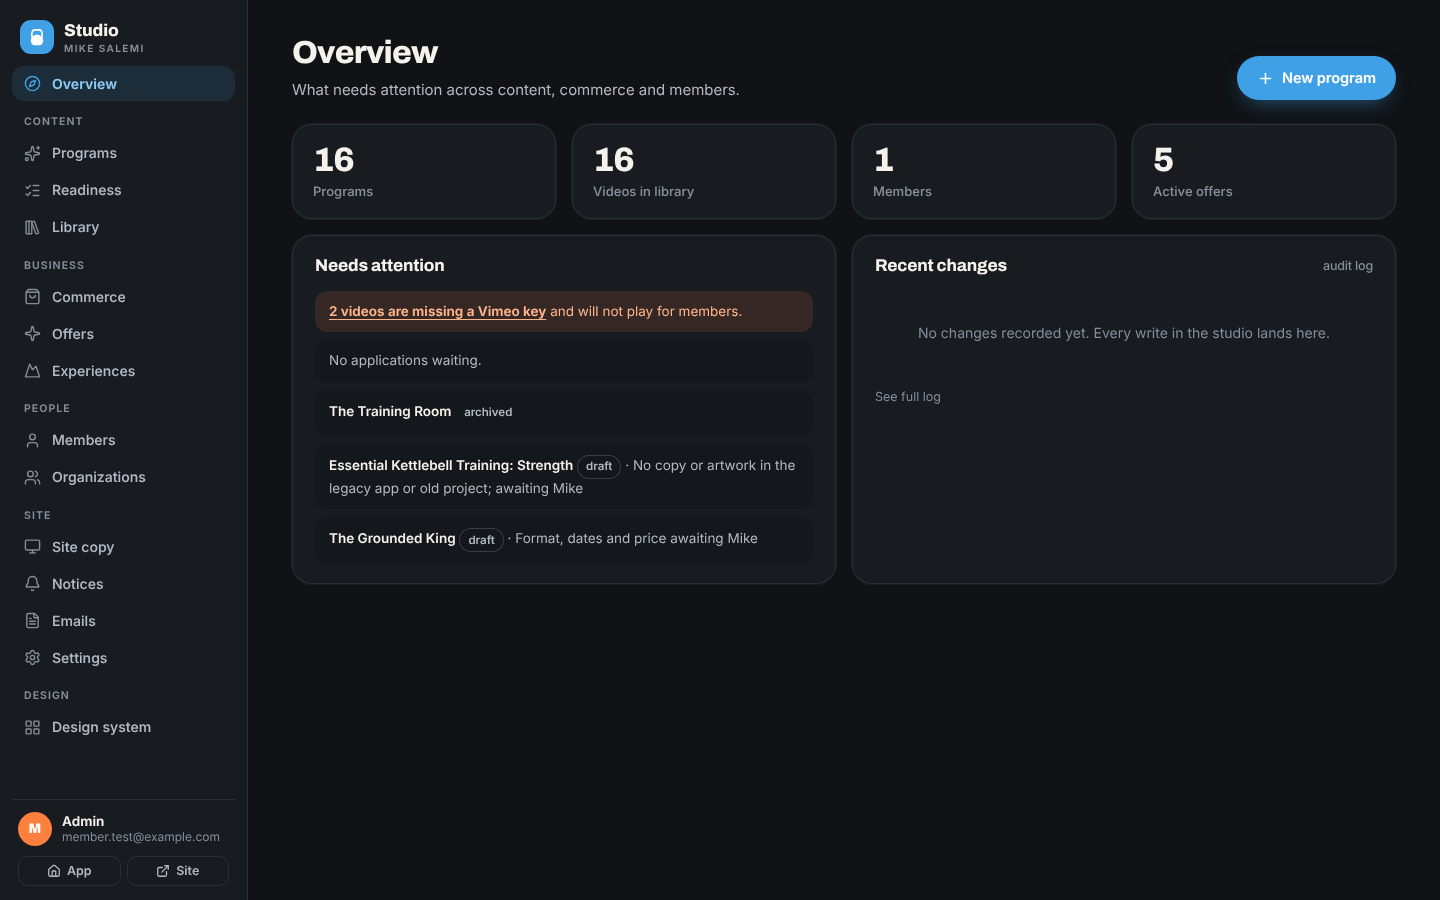 Studio
MIKE SALEMI
Overview
CONTENT
Programs
Readiness
Library
BUSINESS
Commerce
Offers
Experiences
PEOPLE
Members
Organizations
SITE
Site copy
Notices
Emails
Settings
DESIGN
Design system
M
Admin
member.test@example.com
App
Site
Overview
What needs attention across content, commerce and members.
New program
16
Programs
16
Videos in library
1
Members
5
Active offers
Needs attention
2 videos are missing a Vimeo key and will not play for members.
No applications waiting.
The Training Room archived
Essential Kettlebell Training: Strength draft · No copy or artwork in the
legacy app or old project; awaiting Mike
The Grounded King draft · Format, dates and price awaiting Mike
Recent changes
audit log
No changes recorded yet. Every write in the studio lands here.
See full log